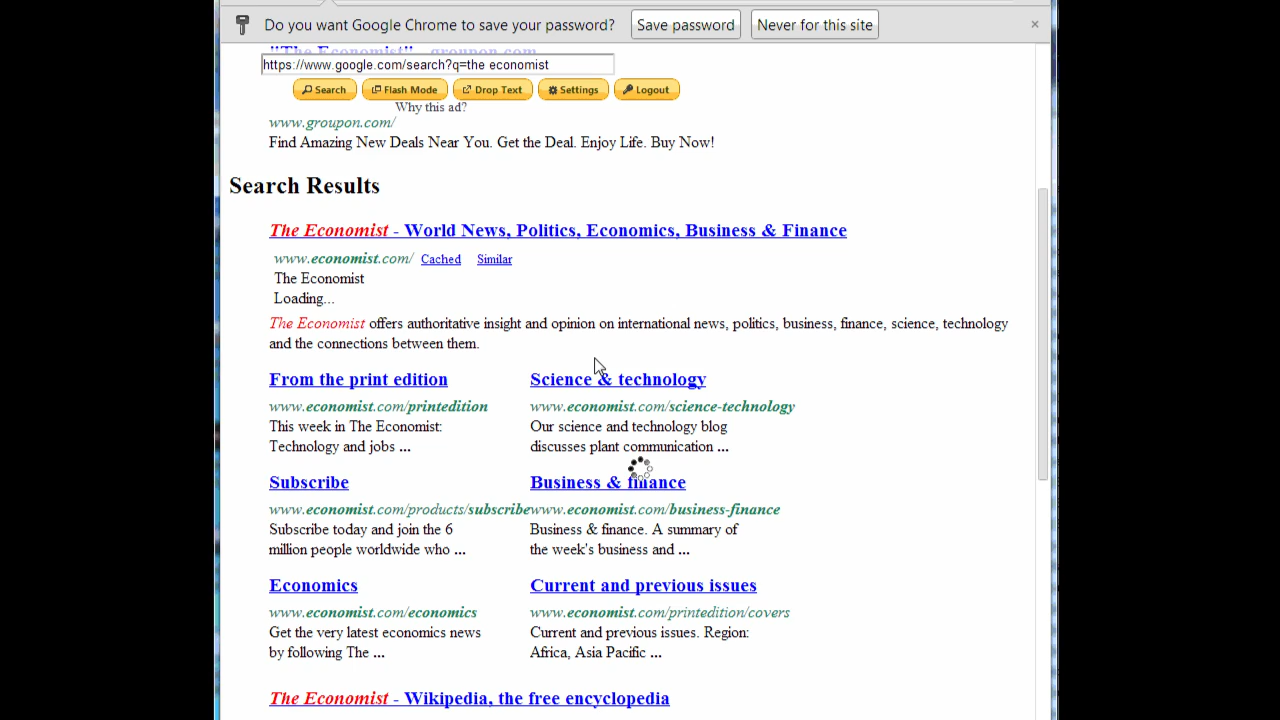 Do you want Google Chrome to save your password? Save password Never for this site ×
"The Economist" - groupon.com
https://www.google.com/search?q=the economist
Search Flash Mode Drop Text Settings Logout
Why this ad?
www.groupon.com/
Find Amazing New Deals Near You. Get the Deal. Enjoy Life. Buy Now!
Search Results
The Economist - World News, Politics, Economics, Business & Finance
www.economist.com/ Cached Similar
The Economist
Loading...
The Economist offers authoritative insight and opinion on international news, politics, business, finance, science, technology
and the connections between them.
From the print edition
www.economist.com/printedition
This week in The Economist:
Technology and jobs ...
Science & technology
www.economist.com/science-technology
Our science and technology blog
discusses plant communication ...
Subscribe
www.economist.com/products/subscribe
Subscribe today and join the 6
million people worldwide who ...
Business & finance
www.economist.com/business-finance
Business & finance. A summary of
the week's business and ...
Economics
www.economist.com/economics
Get the very latest economics news
by following The ...
Current and previous issues
www.economist.com/printedition/covers
Current and previous issues. Region:
Africa, Asia Pacific ...
The Economist - Wikipedia, the free encyclopedia